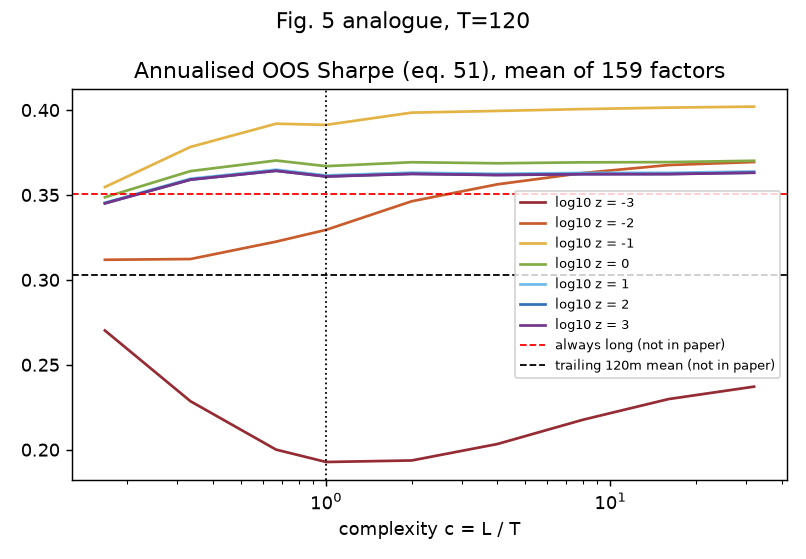 Fig. 5 analogue, T=120
Annualised OOS Sharpe (eq. 51), mean of 159 factors
0.40
0.35
0.30
0.25
0.20
log10 z = -3
log10 z = -2
log10 z = -1
log10 z = 0
log10 z = 1
log10 z = 2
log10 z = 3
always long (not in paper)
trailing 120m mean (not in paper)
10⁰ 10¹
complexity c = L / T